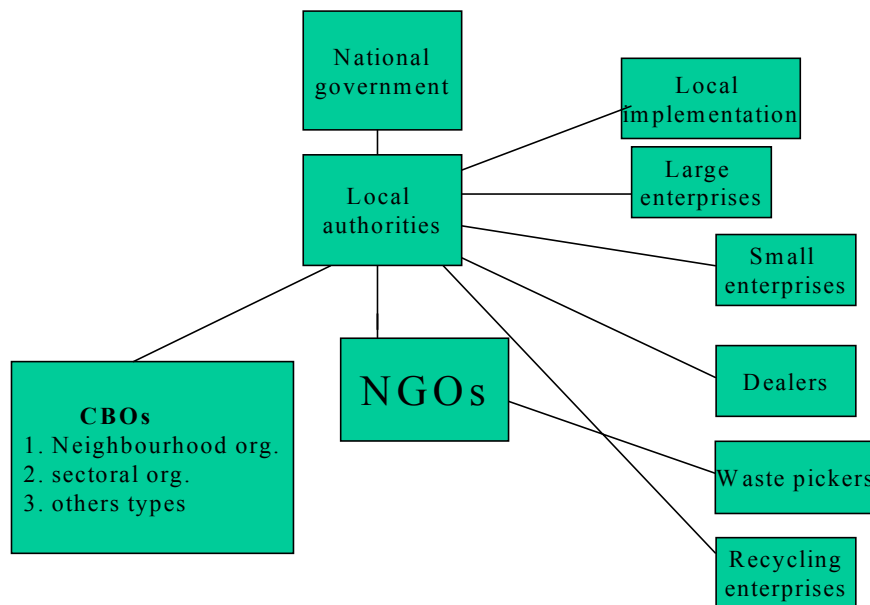 National
government
Local
implementation
Large
enterprises
Local
authorities
Small
enterprises
NGOs
Dealers
CBOs
1. Neighbourhood org.
2. sectoral org.
3. others types
Waste pickers
Recycling
enterprises